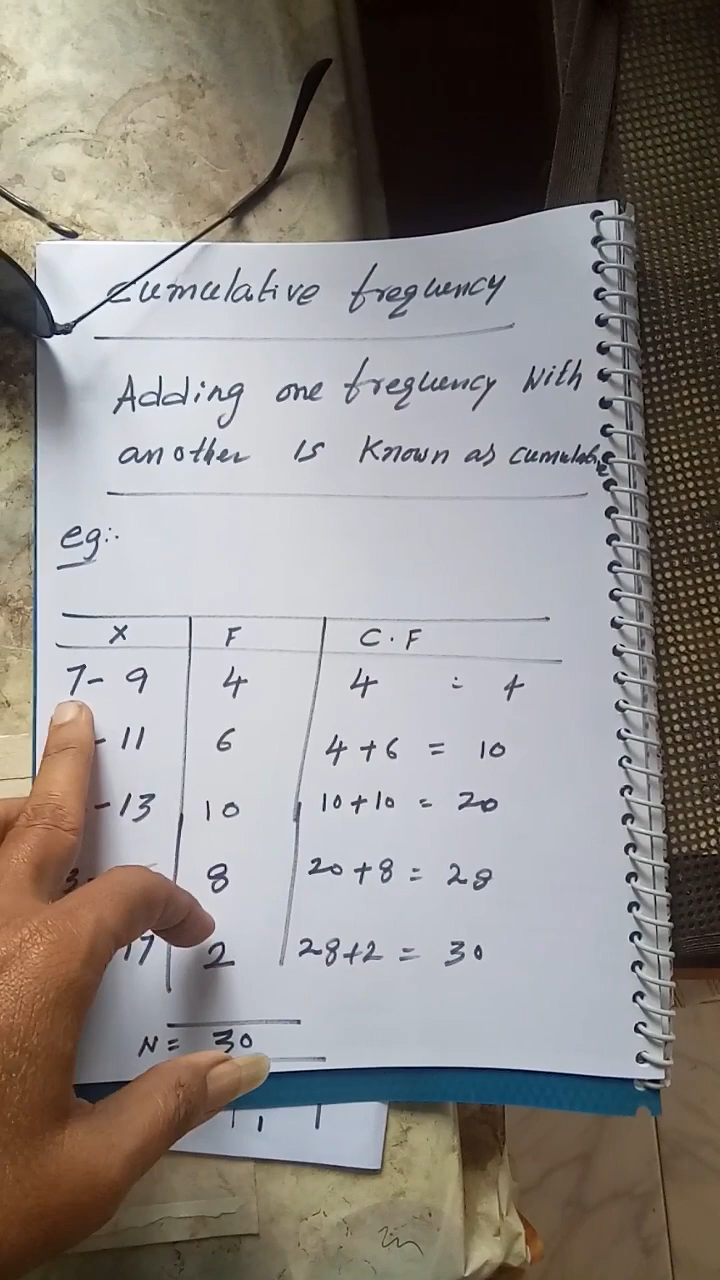 Cumulative frequency
Adding one frequency with
another is known as cumulative
eg:-
X F C.F
7-9 4 4 = 4
-11 6 4+6 = 10
-13 10 10+10 = 20
3- 8 20+8 = 28
17 2 28+2 = 30
N = 30